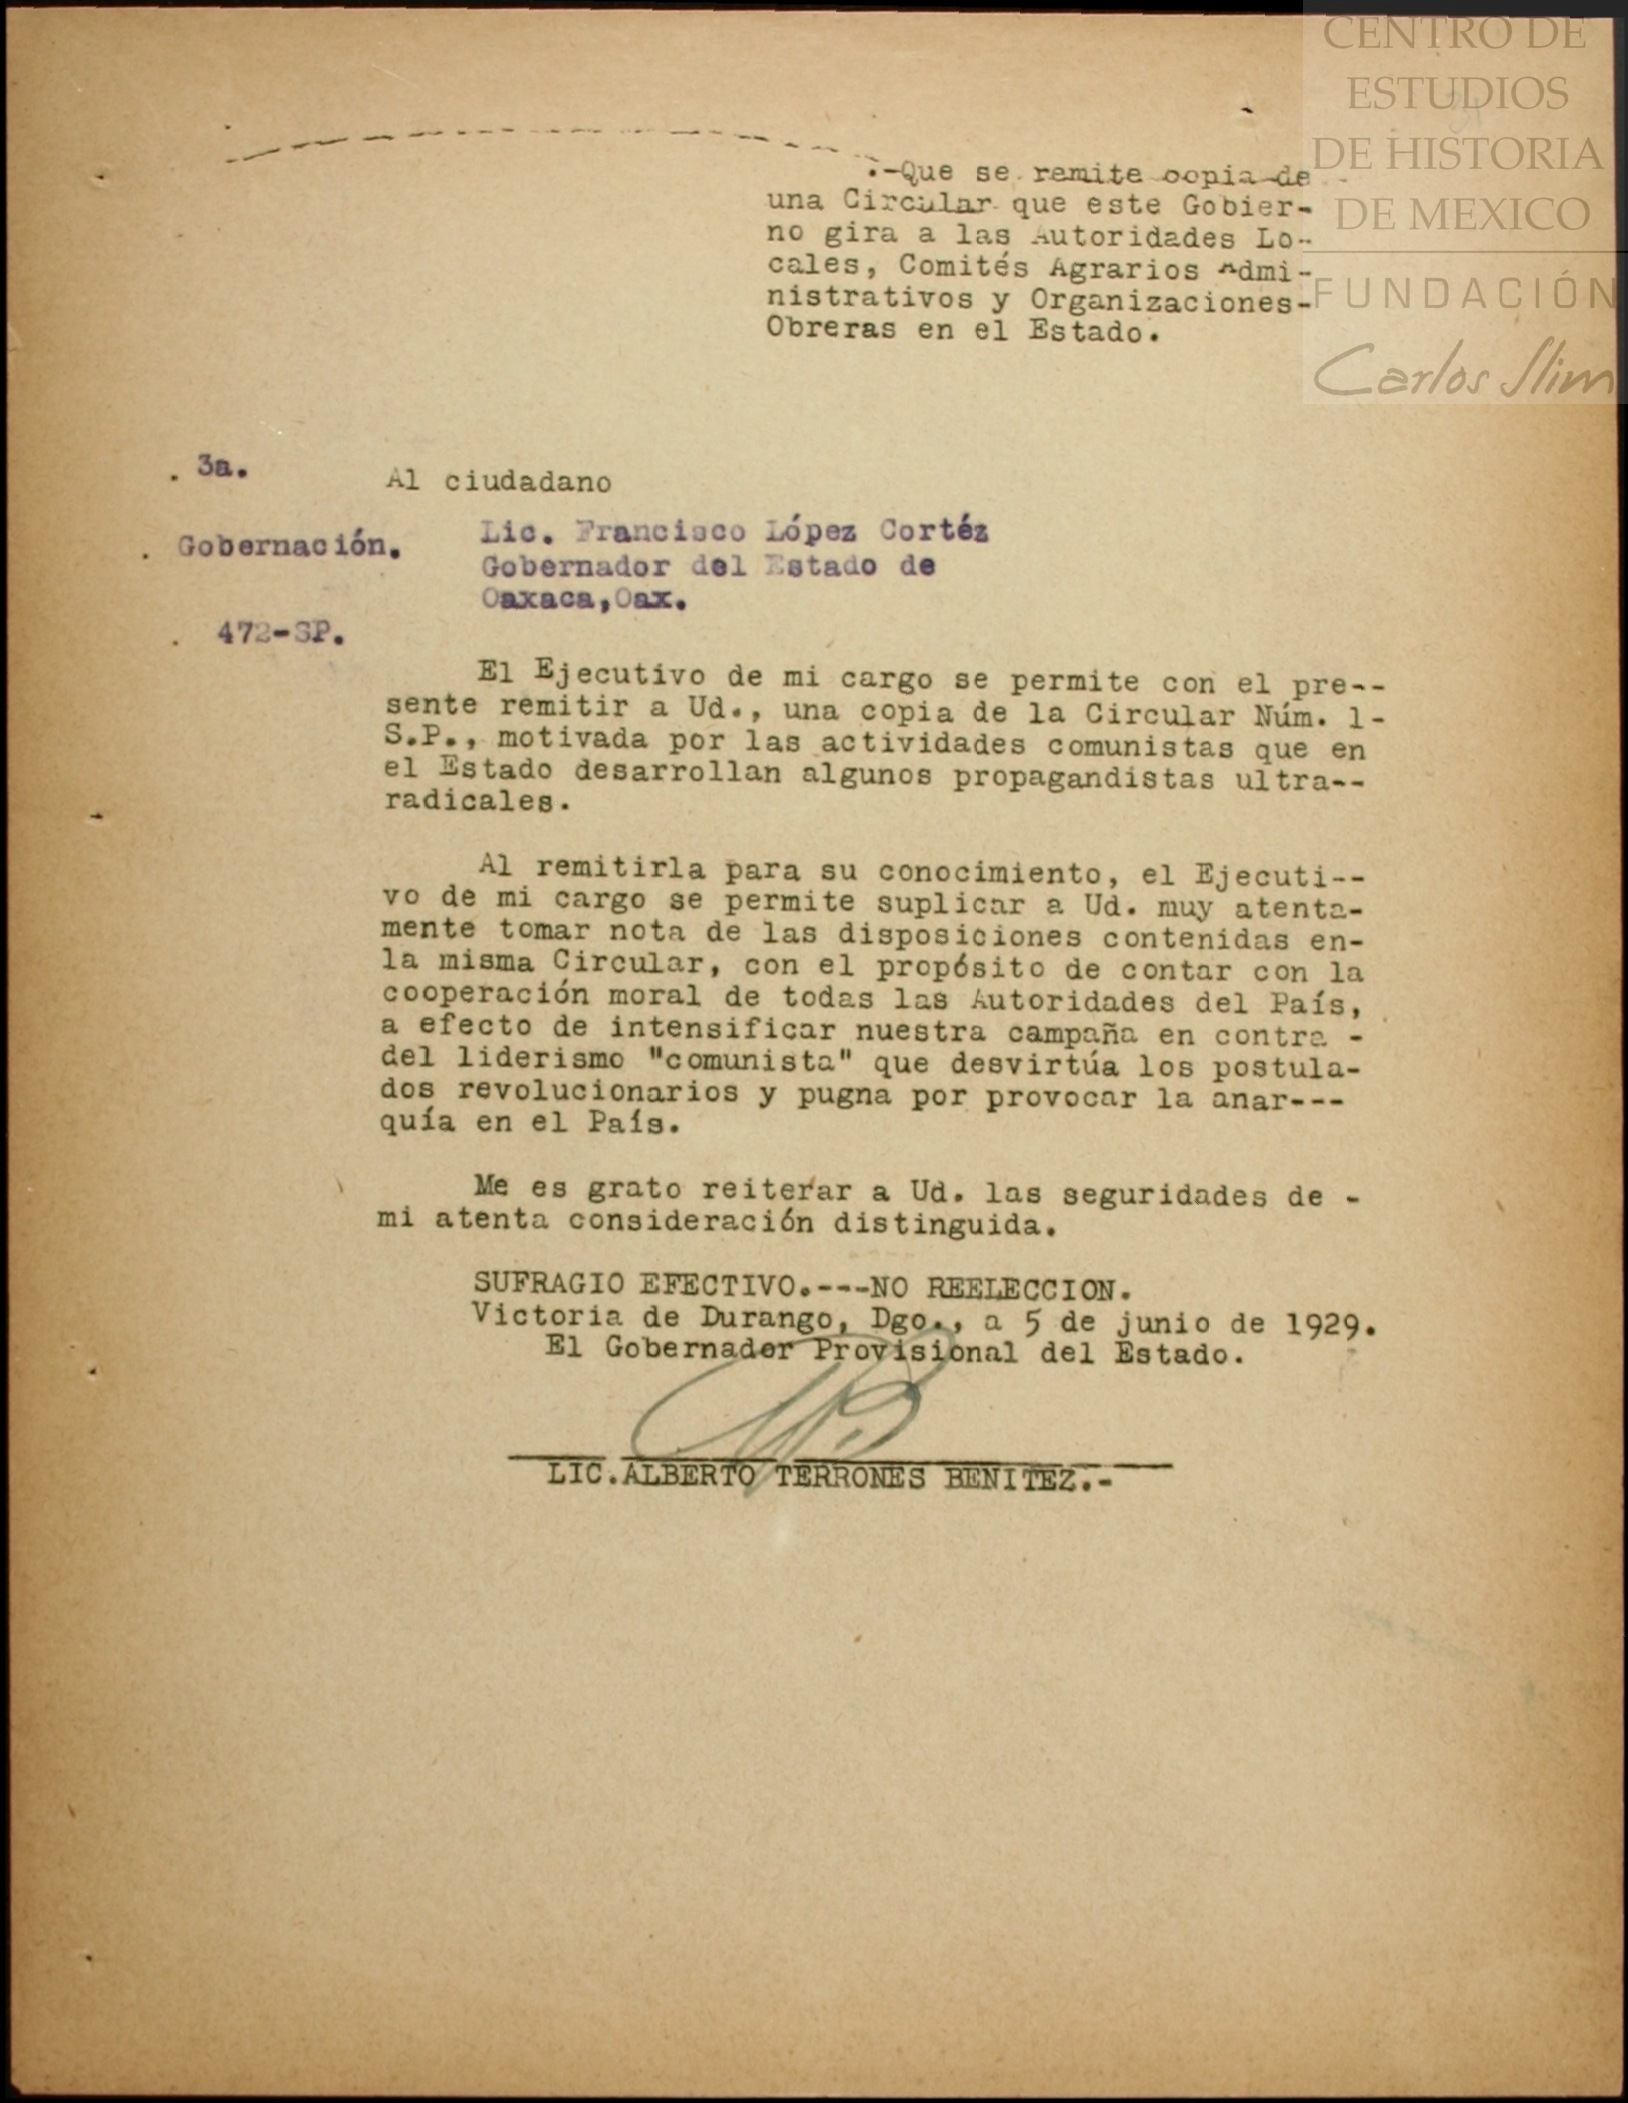 CENTRO DE
ESTUDIOS
DE HISTORIA
DE MEXICO
FUNDACIÓN
Carlos Slim
.-Que se remite copia de
una Circular que este Gobier-
no gira a las Autoridades Lo-
cales, Comités Agrarios Admi-
nistrativos y Organizaciones-
Obreras en el Estado.
3a.
Al ciudadano
Gobernación.
Lic. Francisco López Cortéz
Gobernador del Estado de
Oaxaca,Oax.
472-SP.
El Ejecutivo de mi cargo se permite con el pre--
sente remitir a Ud., una copia de la Circular Núm. 1-
S.P., motivada por las actividades comunistas que en
el Estado desarrollan algunos propagandistas ultra--
radicales.
Al remitirla para su conocimiento, el Ejecuti--
vo de mi cargo se permite suplicar a Ud. muy atenta-
mente tomar nota de las disposiciones contenidas en-
la misma Circular, con el propósito de contar con la
cooperación moral de todas las Autoridades del País,
a efecto de intensificar nuestra campaña en contra -
del liderismo "comunista" que desvirtúa los postula-
dos revolucionarios y pugna por provocar la anar---
quía en el País.
Me es grato reiterar a Ud. las seguridades de -
mi atenta consideración distinguida.
SUFRAGIO EFECTIVO.---NO REELECCION.
Victoria de Durango, Dgo., a 5 de junio de 1929.
El Gobernador Provisional del Estado.
LIC.ALBERTO TERRONES BENITEZ.-